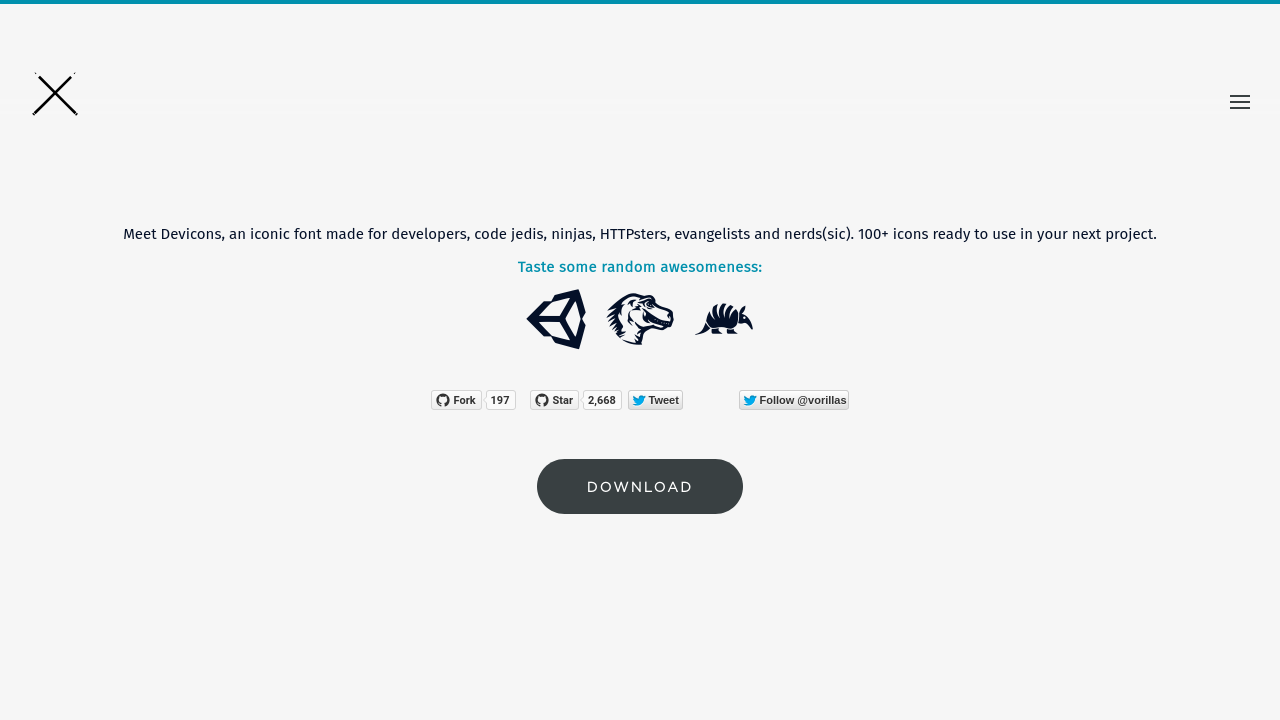 Meet Devicons, an iconic font made for developers, code jedis, ninjas, HTTPsters, evangelists and nerds(sic). 100+ icons ready to use in your next project.
Taste some random awesomeness:
Fork 197 Star 2,668 Tweet Follow @vorillas
DOWNLOAD